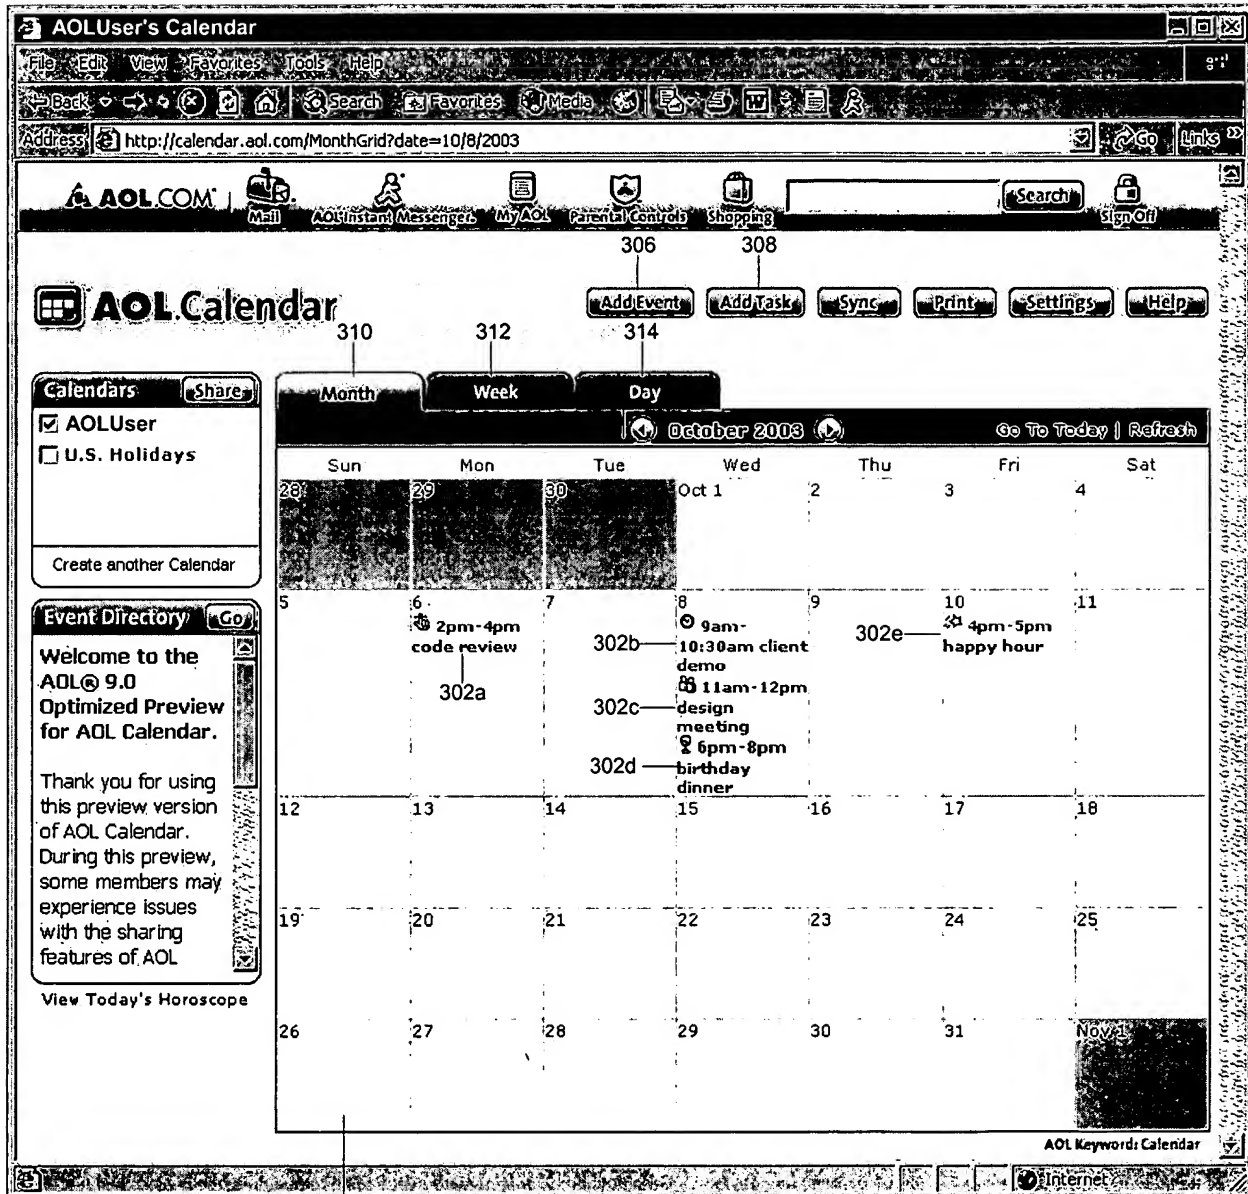 AOLUser's Calendar
File Edit View Favorites Tools Help
Back Search Favorites Media
Address http://calendar.aol.com/MonthGrid?date=10/8/2003 Go Links
AOL.COM Mail AOL Instant Messenger. My AOL Parental Controls Shopping Search Sign Off
306 308
AOL Calendar Add Event Add Task Sync Print Settings Help
310 312 314
Calendars Share
AOLUser
U.S. Holidays
Create another Calendar
Month Week Day
October 2003 Go To Today | Refresh
Sun Mon Tue Wed Thu Fri Sat
28 29 30 Oct 1 2 3 4
5 6 7 8 9 10 11
2pm-4pm
code review
302a
302b
9am-
10:30am client
demo
302c
11am-12pm
design
meeting
302d
6pm-8pm
birthday
dinner
302e
4pm-5pm
happy hour
12 13 14 15 16 17 18
19 20 21 22 23 24 25
26 27 28 29 30 31 Nov 1
Event Directory Go
Welcome to the
AOL® 9.0
Optimized Preview
for AOL Calendar.
Thank you for using
this preview version
of AOL Calendar.
During this preview,
some members may
experience issues
with the sharing
features of AOL
View Today's Horoscope
AOL Keyword: Calendar
Internet